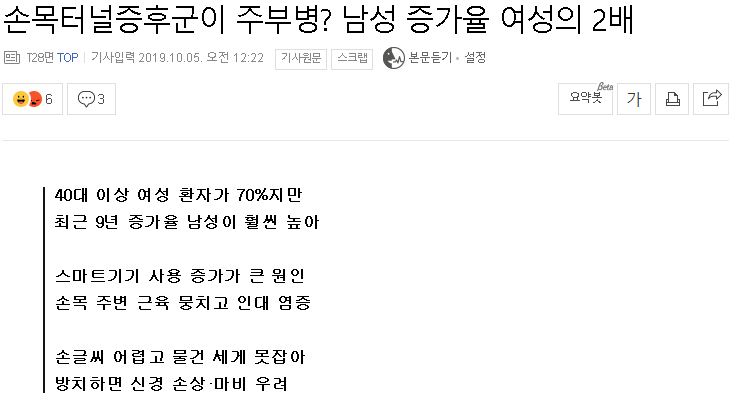 손목터널증후군이 주부병? 남성 증가율 여성의 2배
T28면 TOP 기사입력 2019.10.05. 오전 12:22 기사원문 스크랩 본문듣기 · 설정
6 3 요약봇 Beta 가
40대 이상 여성 환자가 70%지만
최근 9년 증가율 남성이 훨씬 높아
스마트기기 사용 증가가 큰 원인
손목 주변 근육 뭉치고 인대 염증
손글씨 어렵고 물건 세게 못잡아
방치하면 신경 손상·마비 우려